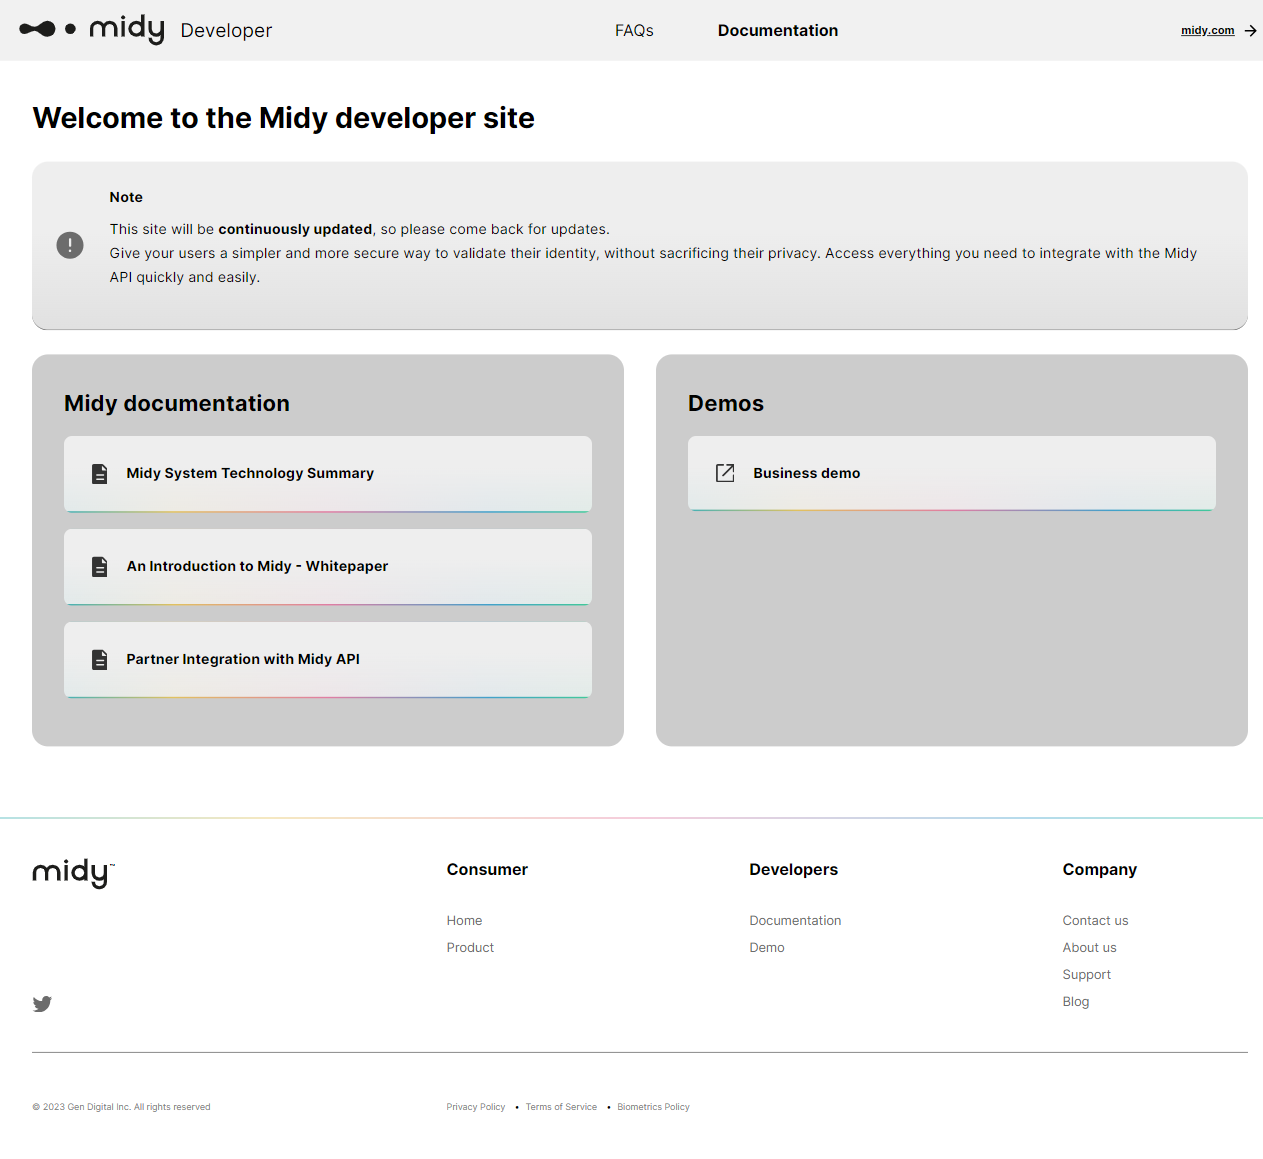 midy Developer
FAQs
Documentation
midy.com
Welcome to the Midy developer site
Note
This site will be continuously updated, so please come back for updates.
Give your users a simpler and more secure way to validate their identity, without sacrificing their privacy. Access everything you need to integrate with the Midy
API quickly and easily.
Midy documentation
Midy System Technology Summary
An Introduction to Midy - Whitepaper
Partner Integration with Midy API
Demos
Business demo
midy™
Consumer
Home
Product
Developers
Documentation
Demo
Company
Contact us
About us
Support
Blog
© 2023 Gen Digital Inc. All rights reserved
Privacy Policy • Terms of Service • Biometrics Policy